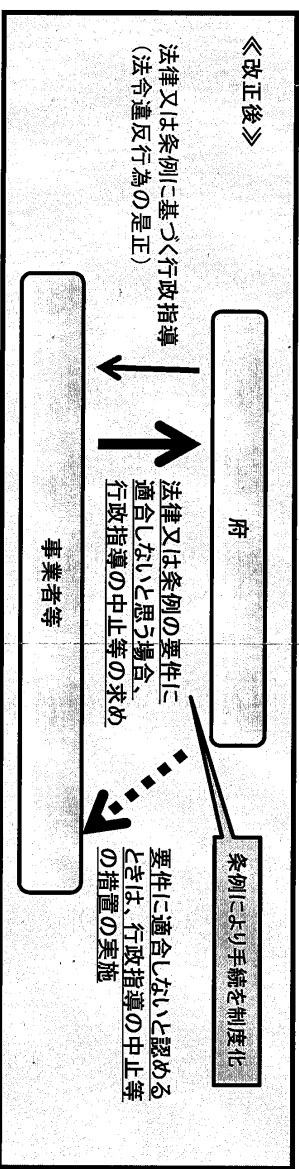 ≪改正後≫
府
条例により手続を制度化
法律又は条例に基づく行政指導
（法令違反行為の是正）
法律又は条例の要件に
適合しないと思う場合、
行政指導の中止等の求め
要件に適合しないと認める
ときは、行政指導の中止等
の措置の実施
事業者等